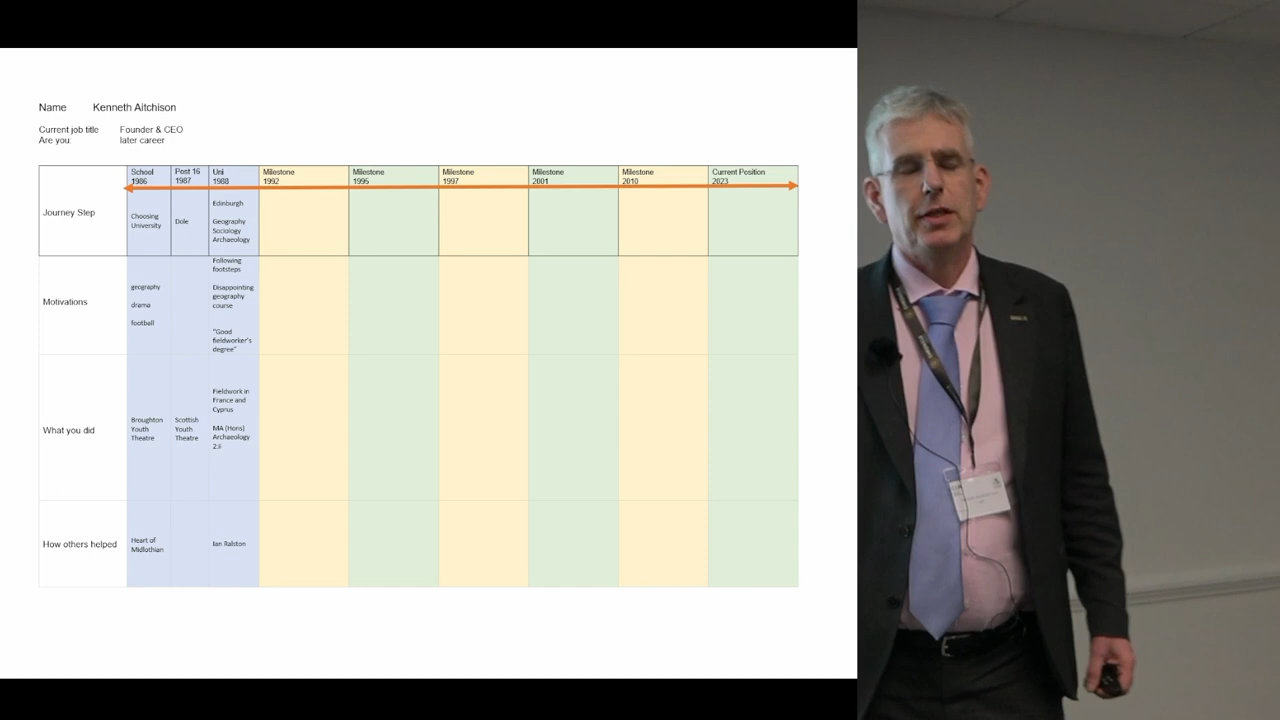 Name Kenneth Aitchison
Current job title Founder & CEO
Are you later career
School Post 16 Uni Milestone Milestone Milestone Milestone Milestone Current Position
1986 1987 1988 1992 1995 1997 2001 2010 2023
Journey Step
Choosing
University
Dole
Edinburgh
Geography
Sociology
Archaeology
Motivations
geography
drama
football
Following
footsteps
Disappointing
geography
course
"Good
fieldworker's
degree"
What you did
Broughton
Youth
Theatre
Scottish
Youth
Theatre
Fieldwork in
France and
Cyprus
MA (Hons)
Archaeology
2:ii
How others helped
Heart of
Midlothian
Ian Ralston